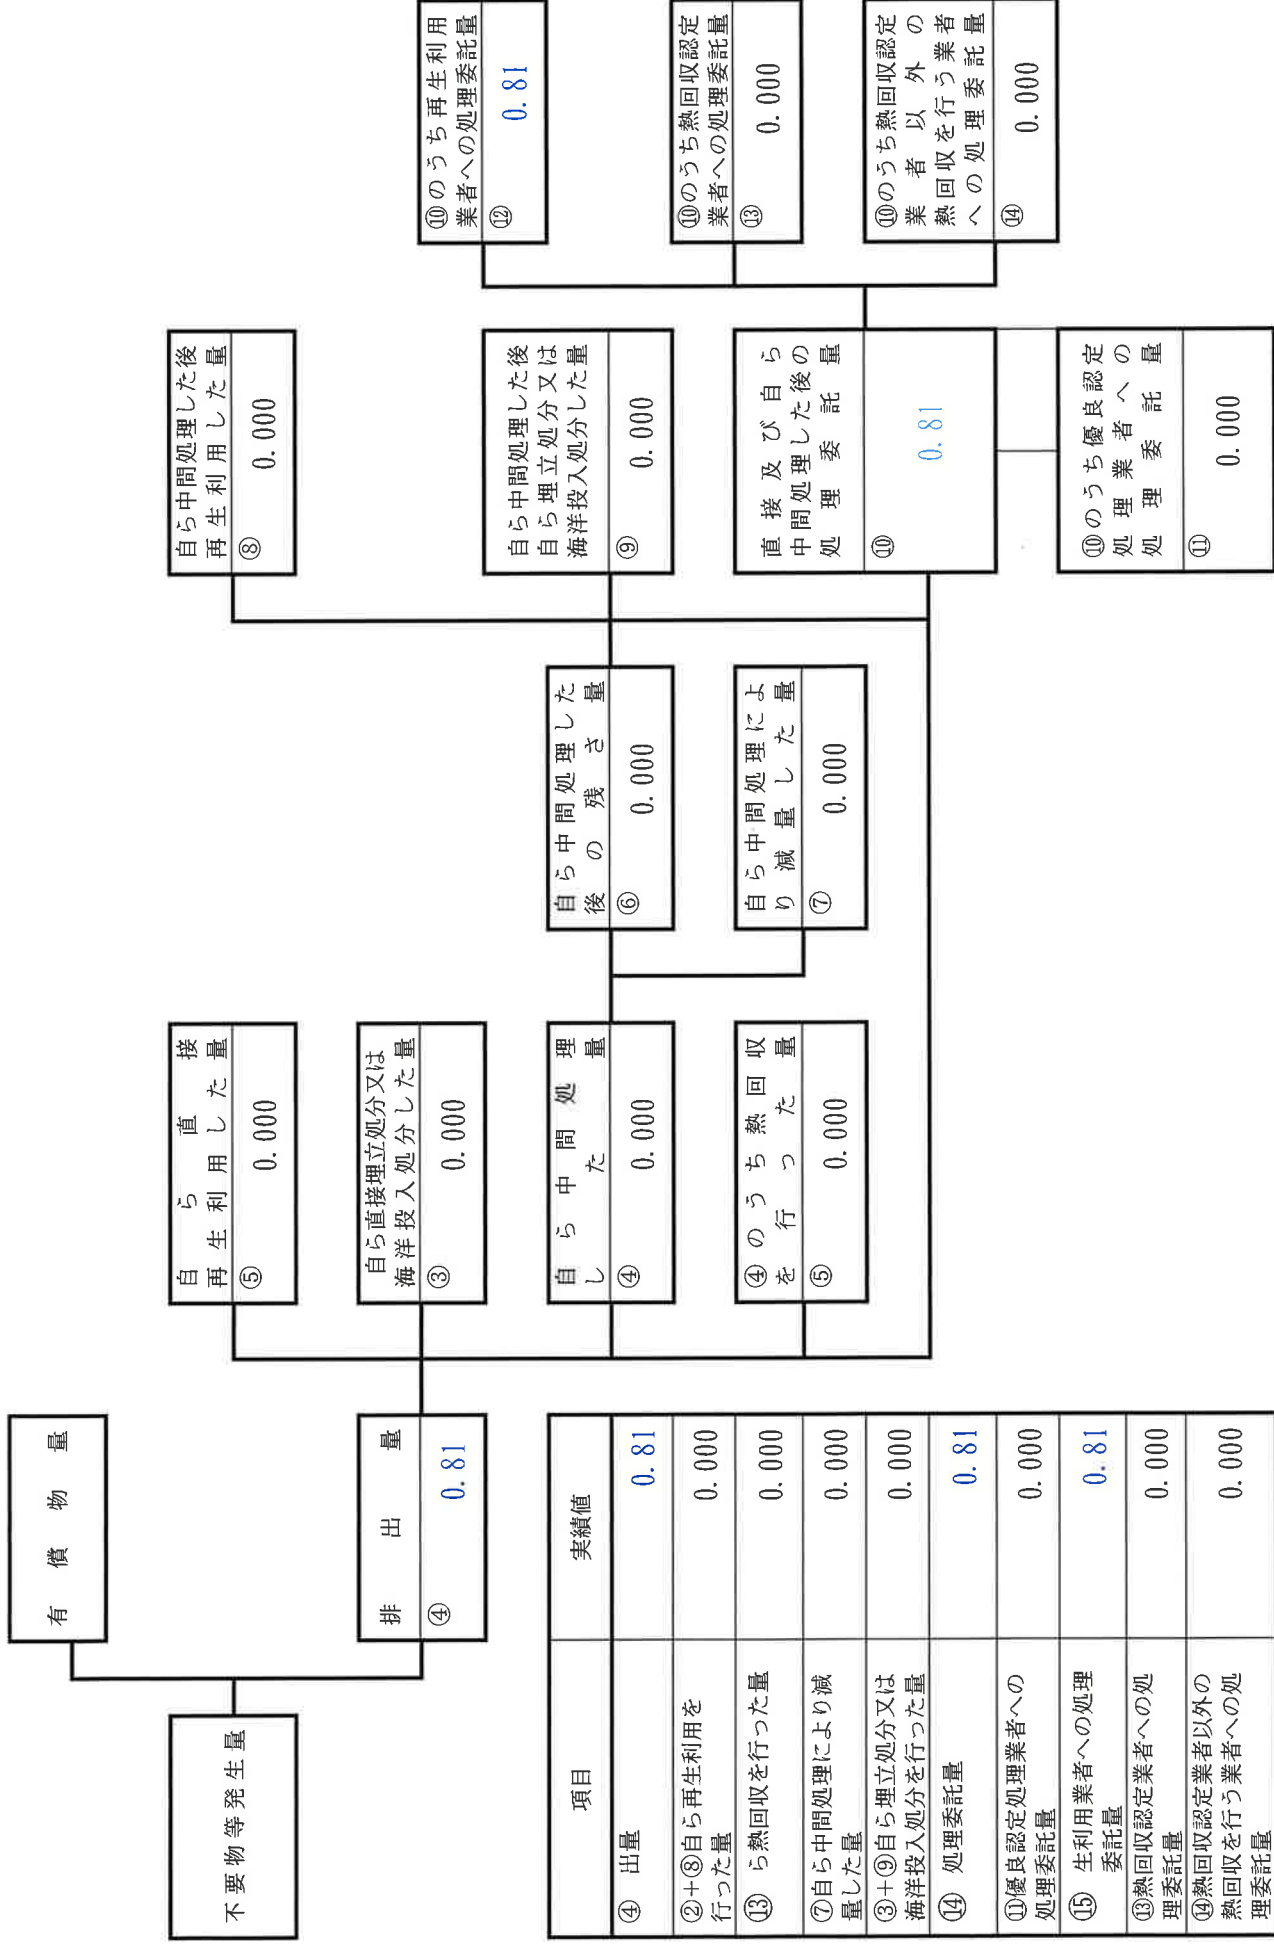 不要物等発生量
有償物量
排出量
④
0.81
自ら直接
再生利用した量
⑤
0.000
自ら直接埋立処分又は
海洋投入処分した量
③
0.000
自ら中間処理
した量
④
0.000
④のうち熱回収
を行った量
⑤
0.000
自ら中間処理した
後の残さ量
⑥
0.000
自ら中間処理によ
り減量した量
⑦
0.000
自ら中間処理した後
再生利用した量
⑧
0.000
自ら中間処理した後
自ら埋立処分又は
海洋投入処分した量
⑨
0.000
直接及び自ら
中間処理した後の
処理委託量
⑩
0.81
⑩のうち優良認定
処理業者への
処理委託量
⑪
0.000
⑩のうち再生利用
業者への処理委託量
⑫
0.81
⑩のうち熱回収認定
業者への処理委託量
⑬
0.000
⑩のうち熱回収認定
業者以外の
熱回収を行う業者
への処理委託量
⑭
0.000
項目
実績値
④ 出量
0.81
②+⑧自ら再生利用を
行った量
0.000
⑬ ら熱回収を行った量
0.000
⑦自ら中間処理により減
量した量
0.000
③+⑨自ら埋立処分又は
海洋投入処分を行った量
0.000
⑭ 処理委託量
0.81
⑪優良認定処理業者への
処理委託量
0.000
⑮ 生利用業者への処理
委託量
0.81
⑬熱回収認定業者への処
理委託量
0.000
⑭熱回収認定業者以外の
熱回収を行う業者への処
理委託量
0.000